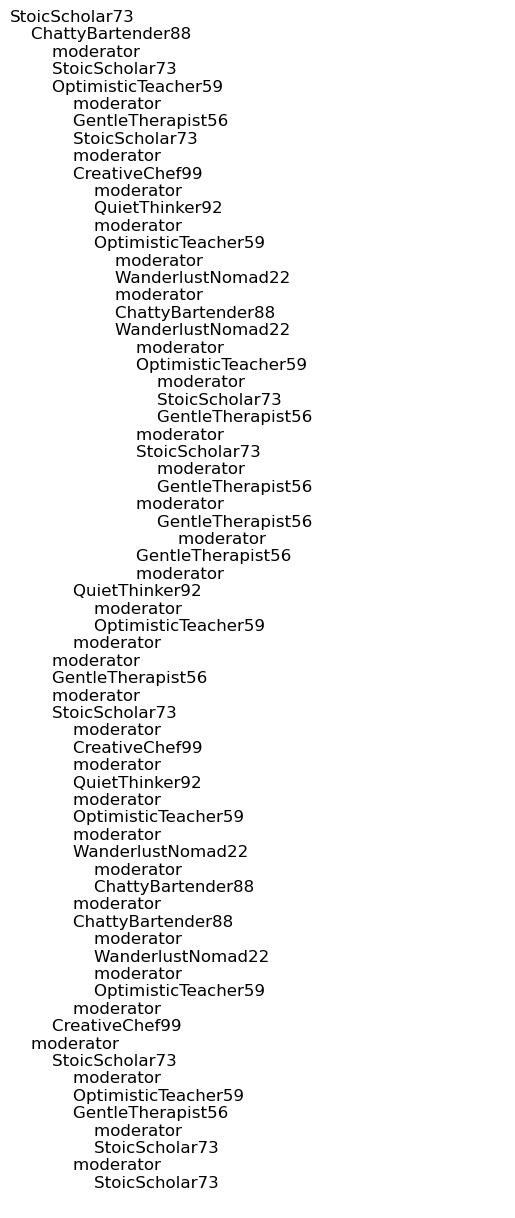 StoicScholar73
ChattyBartender88
moderator
StoicScholar73
OptimisticTeacher59
moderator
GentleTherapist56
StoicScholar73
moderator
CreativeChef99
moderator
QuietThinker92
moderator
OptimisticTeacher59
moderator
WanderlustNomad22
moderator
ChattyBartender88
WanderlustNomad22
moderator
OptimisticTeacher59
moderator
StoicScholar73
GentleTherapist56
moderator
StoicScholar73
moderator
GentleTherapist56
moderator
GentleTherapist56
moderator
GentleTherapist56
moderator
QuietThinker92
moderator
OptimisticTeacher59
moderator
moderator
GentleTherapist56
moderator
StoicScholar73
moderator
CreativeChef99
moderator
QuietThinker92
moderator
OptimisticTeacher59
moderator
WanderlustNomad22
moderator
ChattyBartender88
moderator
ChattyBartender88
moderator
WanderlustNomad22
moderator
OptimisticTeacher59
moderator
CreativeChef99
moderator
StoicScholar73
moderator
OptimisticTeacher59
GentleTherapist56
moderator
StoicScholar73
moderator
StoicScholar73